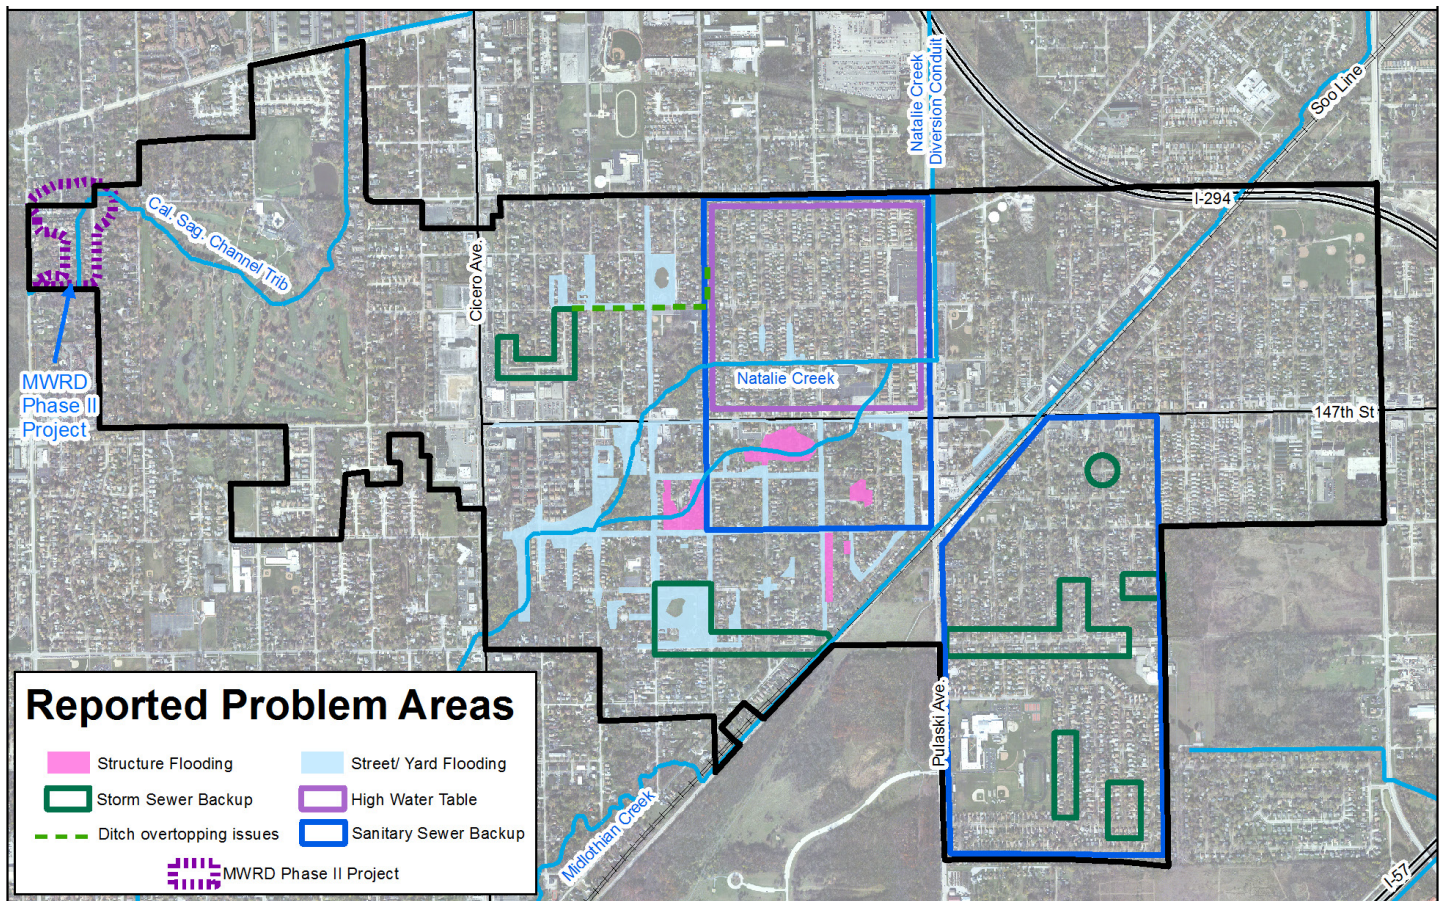 Natalie Creek
Diversion Conduit
Soo Line
I-294
Cal. Sag. Channel Trib
Cicero Ave.
MWRD
Phase II
Project
Natalie Creek
147th St
Pulaski Ave.
Midlothian Creek
I-57
Reported Problem Areas
Structure Flooding
Street/ Yard Flooding
Storm Sewer Backup
High Water Table
Ditch overtopping issues
Sanitary Sewer Backup
MWRD Phase II Project